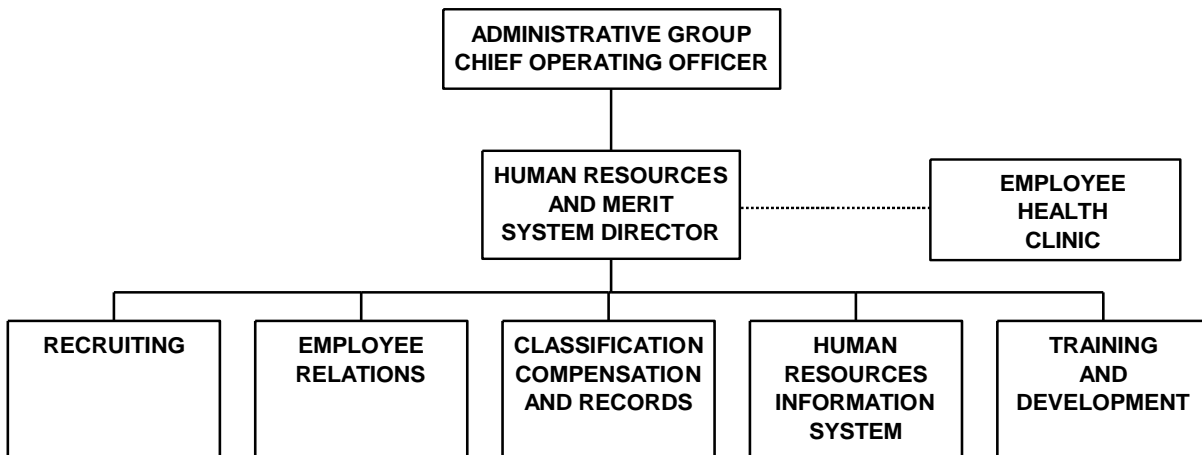 ADMINISTRATIVE GROUP
CHIEF OPERATING OFFICER
HUMAN RESOURCES
AND MERIT
SYSTEM DIRECTOR
EMPLOYEE
HEALTH
CLINIC
RECRUITING
EMPLOYEE
RELATIONS
CLASSIFICATION
COMPENSATION
AND RECORDS
HUMAN
RESOURCES
INFORMATION
SYSTEM
TRAINING
AND
DEVELOPMENT